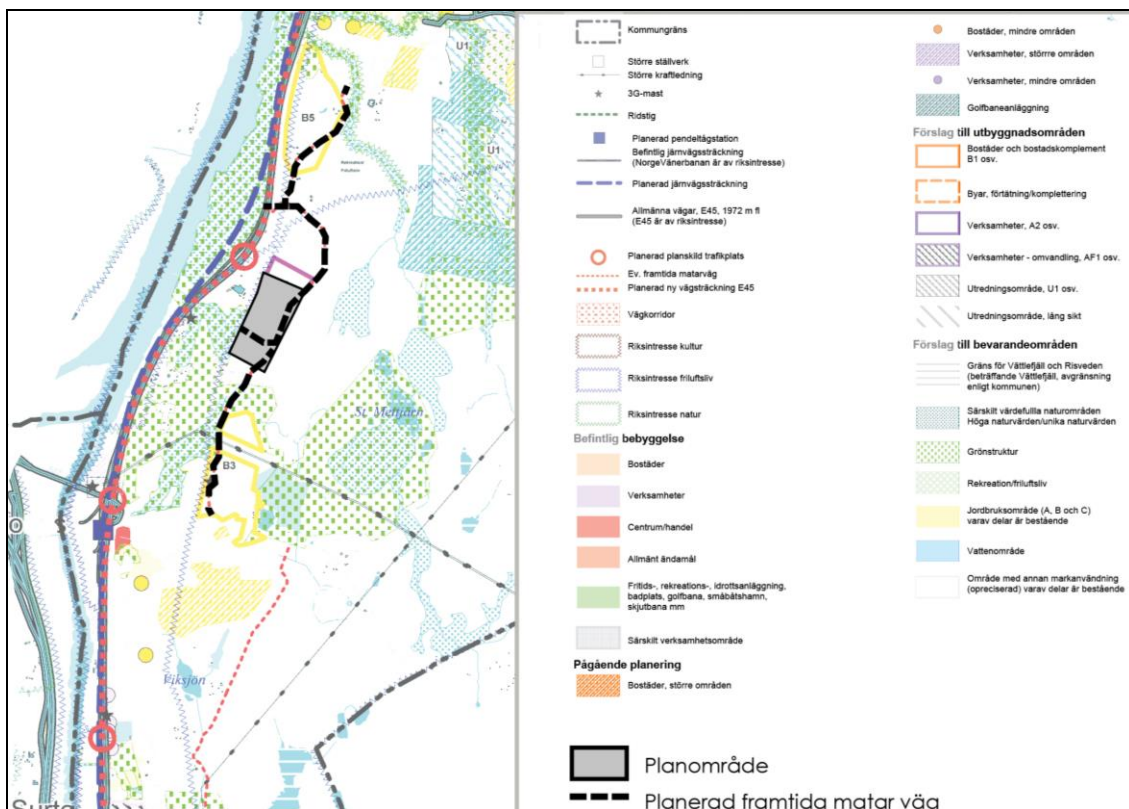 B5
U1
U1
Rekreation/
Friluftsliv
St. Mettjärn
B3
Viksjön
Surte
Kommungräns
Större ställverk
Större kraftledning
3G-mast
Ridstig
Planerad pendeltågstation
Befintlig järnvägssträckning
(NorgeVänerbanan är av riksintresse)
Planerad järnvägssträckning
Allmänna vägar, E45, 1972 m fl
(E45 är av riksintresse)
Planerad planskild trafikplats
Ev. framtida matarväg
Planerad ny vägsträckning E45
Vägkorridor
Riksintresse kultur
Riksintresse friluftsliv
Riksintresse natur
Befintlig bebyggelse
Bostäder
Verksamheter
Centrum/handel
Allmänt ändamål
Fritids-, rekreations-, idrottsanläggning,
badplats, golfbana, småbåtshamn,
skjutbana mm
Särskilt verksamhetsområde
Pågående planering
Bostäder, större områden
Bostäder, mindre områden
Verksamheter, störrre områden
Verksamheter, mindre områden
Golfbaneanläggning
Förslag till utbyggnadsområden
Bostäder och bostadskomplement
B1 osv.
Byar, förtätning/komplettering
Verksamheter, A2 osv.
Verksamheter - omvandling, AF1 osv.
Utredningsområde, U1 osv.
Utredningsområde, lång sikt
Förslag till bevarandeområden
Gräns för Vättlefjäll och Risveden
(beträffande Vättlefjäll, avgränsning
enligt kommunen)
Särskilt värdefullla naturområden
Höga naturvärden/unika naturvärden
Grönstruktur
Rekreation/friluftsliv
Jordbruksområde (A, B och C)
varav delar är bestående
Vattenområde
Område med annan markanvändning
(opreciserad) varav delar är bestående
Planområde
Planerad framtida matar väg